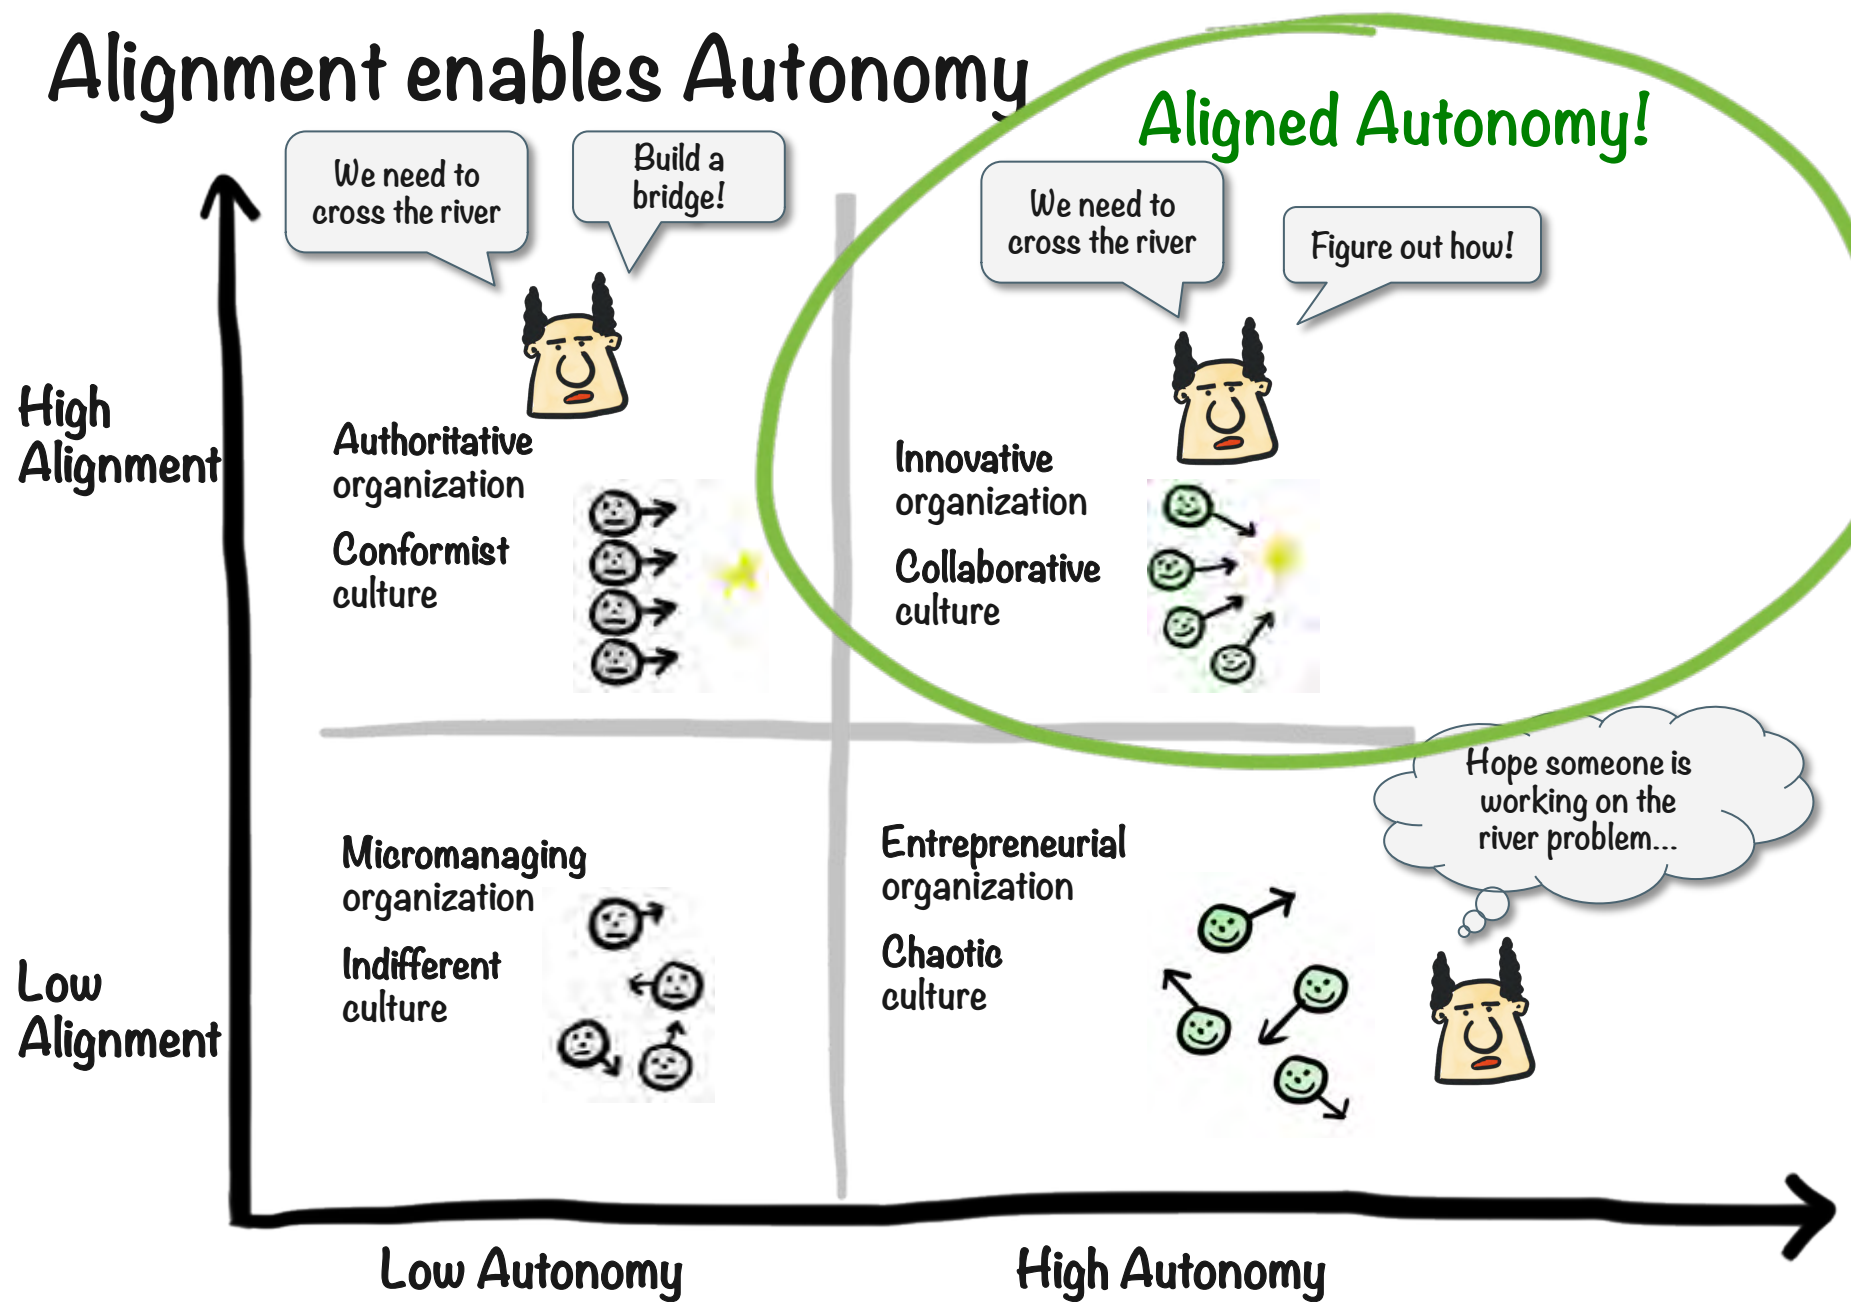 Alignment enables Autonomy
Aligned Autonomy!
We need to
cross the river
Build a
bridge!
We need to
cross the river
Figure out how!
High
Alignment
Authoritative
organization
Conformist
culture
Innovative
organization
Collaborative
culture
Hope someone is
working on the
river problem...
Micromanaging
organization
Indifferent
culture
Entrepreneurial
organization
Chaotic
culture
Low
Alignment
Low Autonomy
High Autonomy